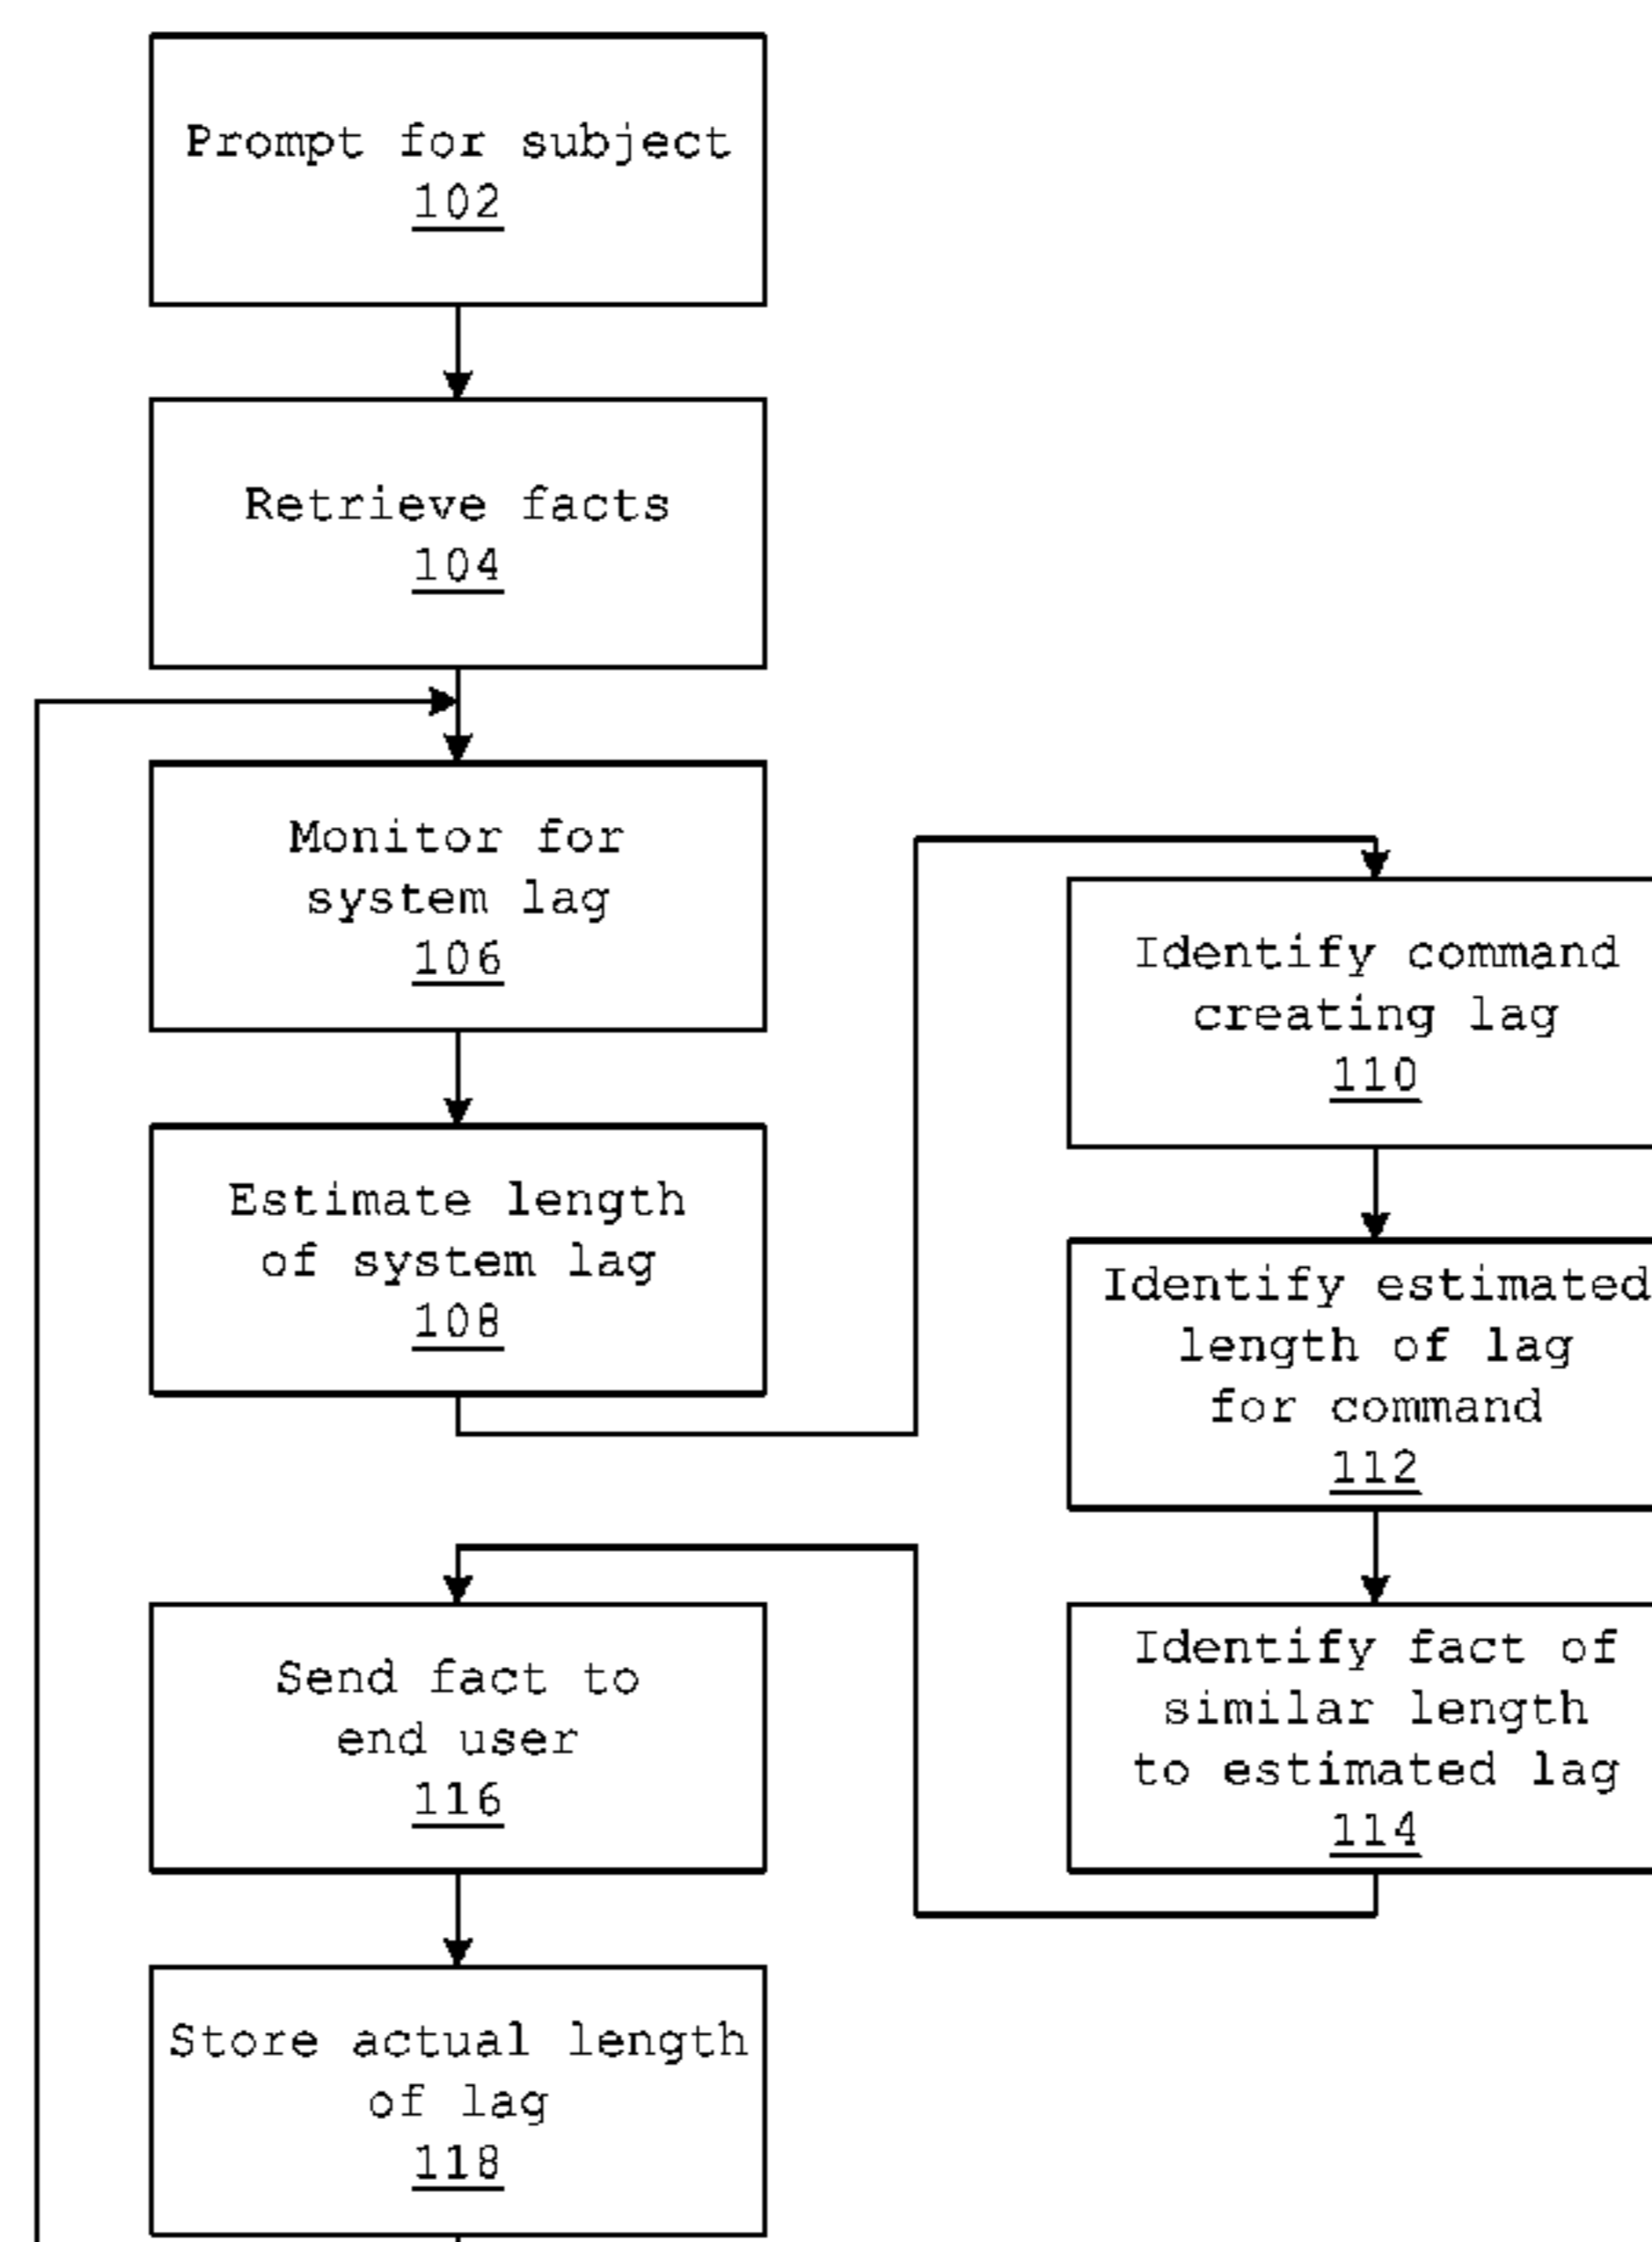 Prompt for subject
102
Retrieve facts
104
Monitor for
system lag
106
Estimate length
of system lag
108
Identify command
creating lag
110
Identify estimated
length of lag
for command
112
Identify fact of
similar length
to estimated lag
114
Send fact to
end user
116
Store actual length
of lag
118